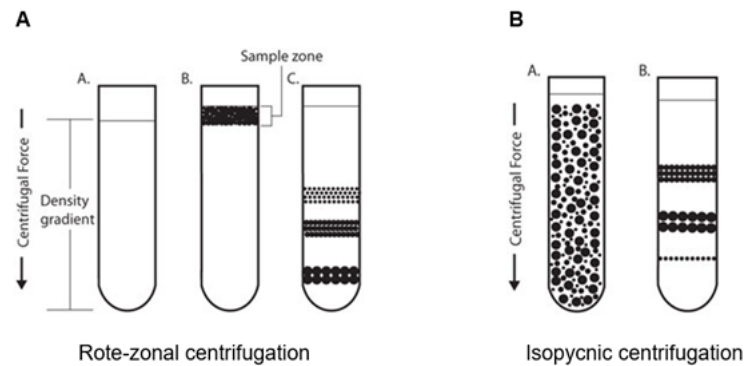 A
B
Sample zone
A.
B.
C.
A.
B.
Centrifugal Force
Density
gradient
Centrifugal Force
Rote-zonal centrifugation
Isopycnic centrifugation